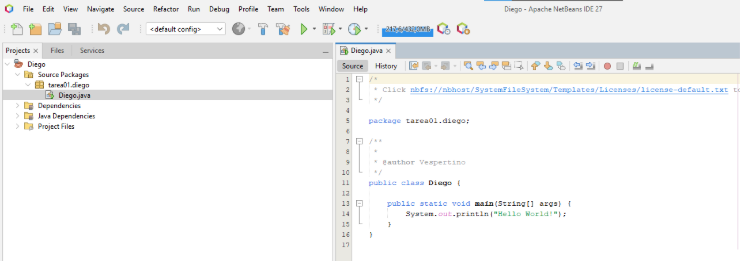 File Edit View Navigate Source Refactor Run Debug Profile Team Tools Window Help
Diego - Apache NetBeans IDE 27
<default config>
Projects Files Services
Diego
Source Packages
tarea01.diego
Diego.java
Dependencies
Java Dependencies
Project Files
Diego.java
Source History
1 /*
2 * Click nbfs://nbhost/SystemFileSystem/Templates/Licenses/license-default.txt to
3 */
4
5 package tarea01.diego;
6
7 /**
8 *
9 * @author Vespertino
10 */
11 public class Diego {
12
13 public static void main(String[] args) {
14 System.out.println("Hello World!");
15 }
16 }
17